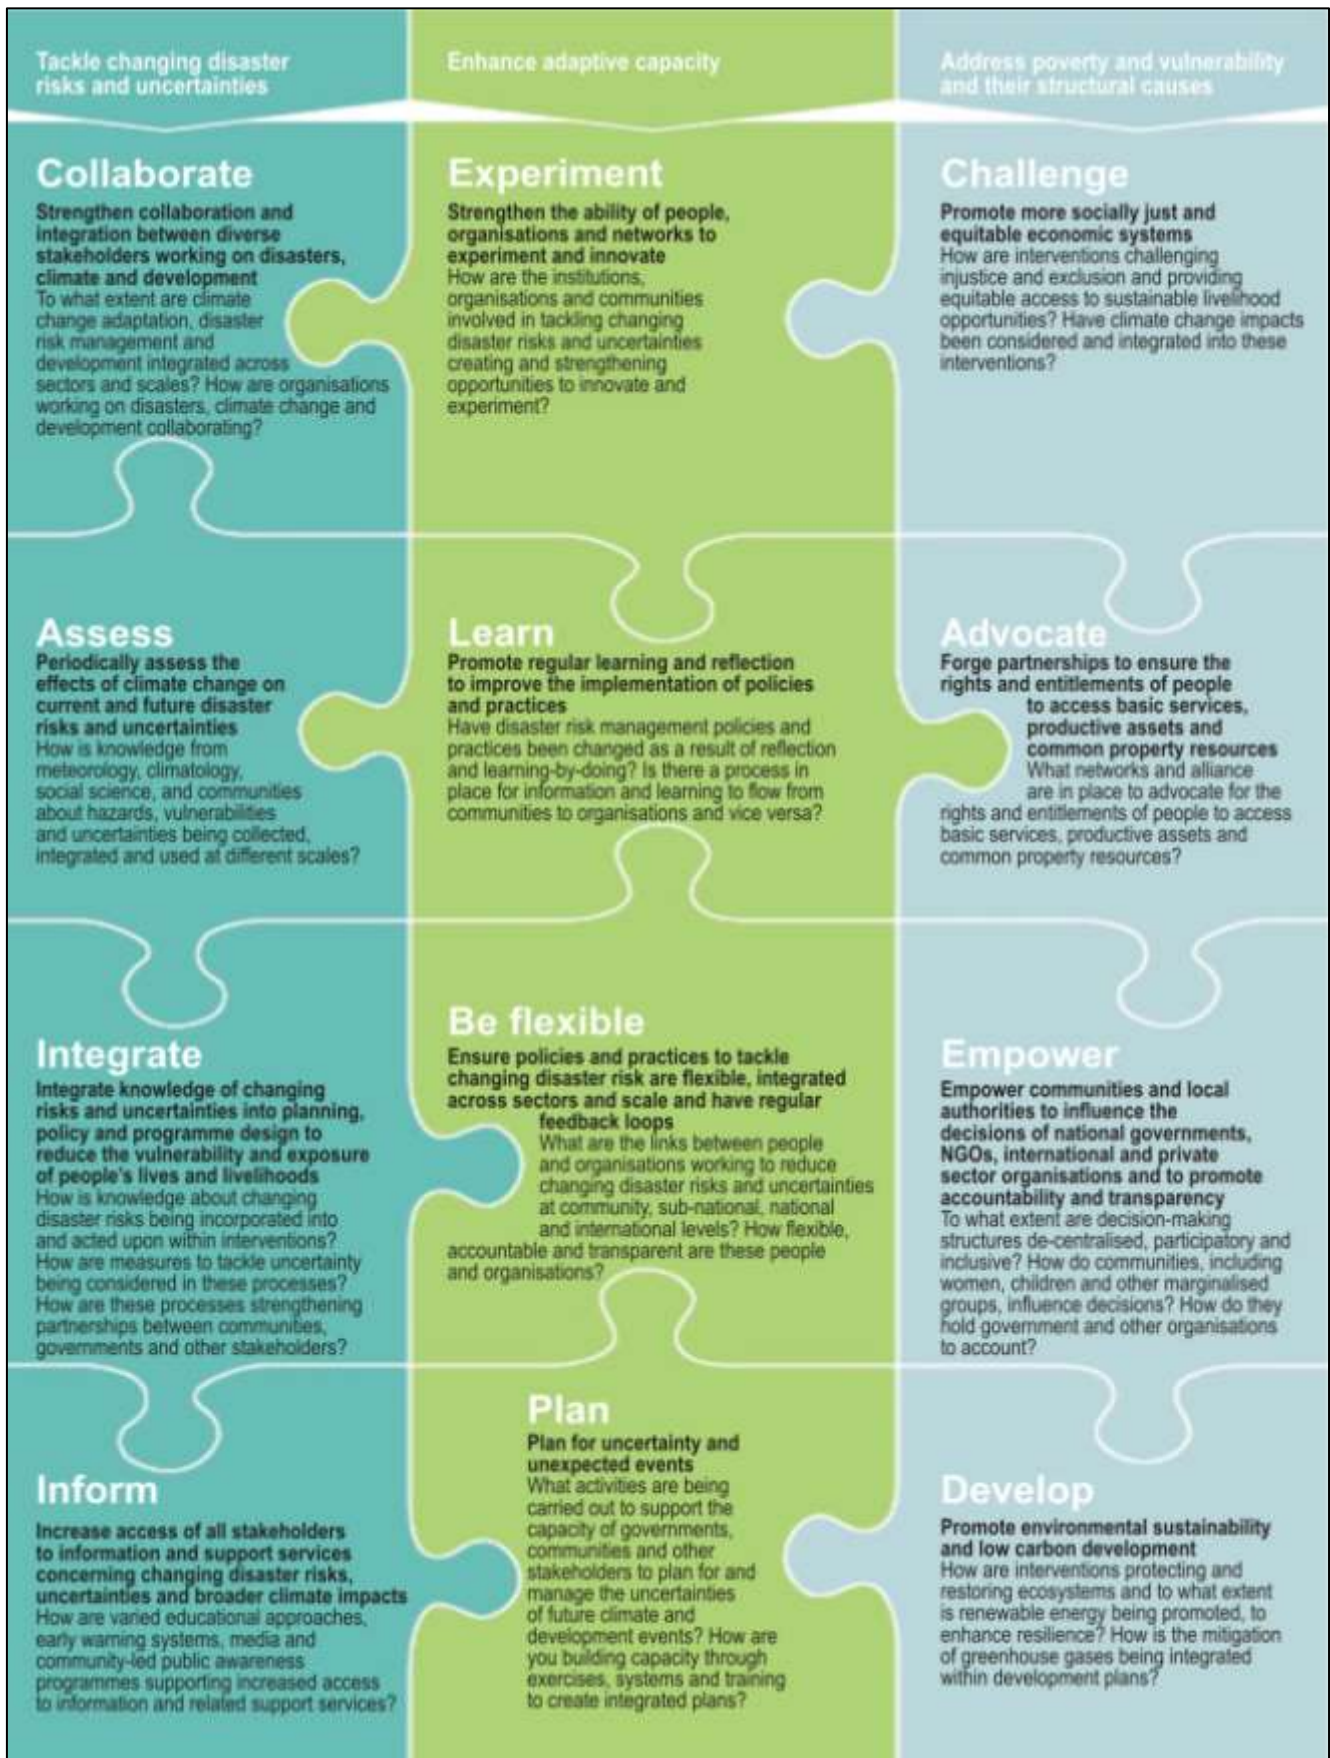 Tackle changing disaster
risks and uncertainties
Collaborate
Strengthen collaboration and
integration between diverse
stakeholders working on disasters,
climate and development
To what extent are climate
change adaptation, disaster
risk management and
development integrated across
sectors and scales? How are organisations
working on disasters, climate change and
development collaborating?
Assess
Periodically assess the
effects of climate change on
current and future disaster
risks and uncertainties
How is knowledge from
meteorology, climatology,
social science, and communities
about hazards, vulnerabilities
and uncertainties being collected,
integrated and used at different scales?
Integrate
Integrate knowledge of changing
risks and uncertainties into planning,
policy and programme design to
reduce the vulnerability and exposure
of people's lives and livelihoods
How is knowledge about changing
disaster risks being incorporated into
and acted upon within interventions?
How are measures to tackle uncertainty
being considered in these processes?
How are these processes strengthening
partnerships between communities,
governments and other stakeholders?
Inform
Increase access of all stakeholders
to information and support services
concerning changing disaster risks,
uncertainties and broader climate impacts
How are varied educational approaches,
early warning systems, media and
community-led public awareness
programmes supporting increased access
to information and related support services?
Enhance adaptive capacity
Experiment
Strengthen the ability of people,
organisations and networks to
experiment and innovate
How are the institutions,
organisations and communities
involved in tackling changing
disaster risks and uncertainties
creating and strengthening
opportunities to innovate and
experiment?
Learn
Promote regular learning and reflection
to improve the implementation of policies
and practices
Have disaster risk management policies and
practices been changed as a result of reflection
and learning-by-doing? Is there a process in
place for information and learning to flow from
communities to organisations and vice versa?
Be flexible
Ensure policies and practices to tackle
changing disaster risk are flexible, integrated
across sectors and scale and have regular
feedback loops
What are the links between people
and organisations working to reduce
changing disaster risks and uncertainties
at community, sub-national, national
and international levels? How flexible,
accountable and transparent are these people
and organisations?
Plan
Plan for uncertainty and
unexpected events
What activities are being
carried out to support the
capacity of governments,
communities and other
stakeholders to plan for and
manage the uncertainties
of future climate and
development events? How are
you building capacity through
exercises, systems and training
to create integrated plans?
Address poverty and vulnerability
and their structural causes
Challenge
Promote more socially just and
equitable economic systems
How are interventions challenging
injustice and exclusion and providing
equitable access to sustainable livelihood
opportunities? Have climate change impacts
been considered and integrated into these
interventions?
Advocate
Forge partnerships to ensure the
rights and entitlements of people
to access basic services,
productive assets and
common property resources
What networks and alliance
are in place to advocate for the
rights and entitlements of people to access
basic services, productive assets and
common property resources?
Empower
Empower communities and local
authorities to influence the
decisions of national governments,
NGOs, international and private
sector organisations and to promote
accountability and transparency
To what extent are decision-making
structures de-centralised, participatory and
inclusive? How do communities, including
women, children and other marginalised
groups, influence decisions? How do they
hold government and other organisations
to account?
Develop
Promote environmental sustainability
and low carbon development
How are interventions protecting and
restoring ecosystems and to what extent
is renewable energy being promoted, to
enhance resilience? How is the mitigation
of greenhouse gases being integrated
within development plans?